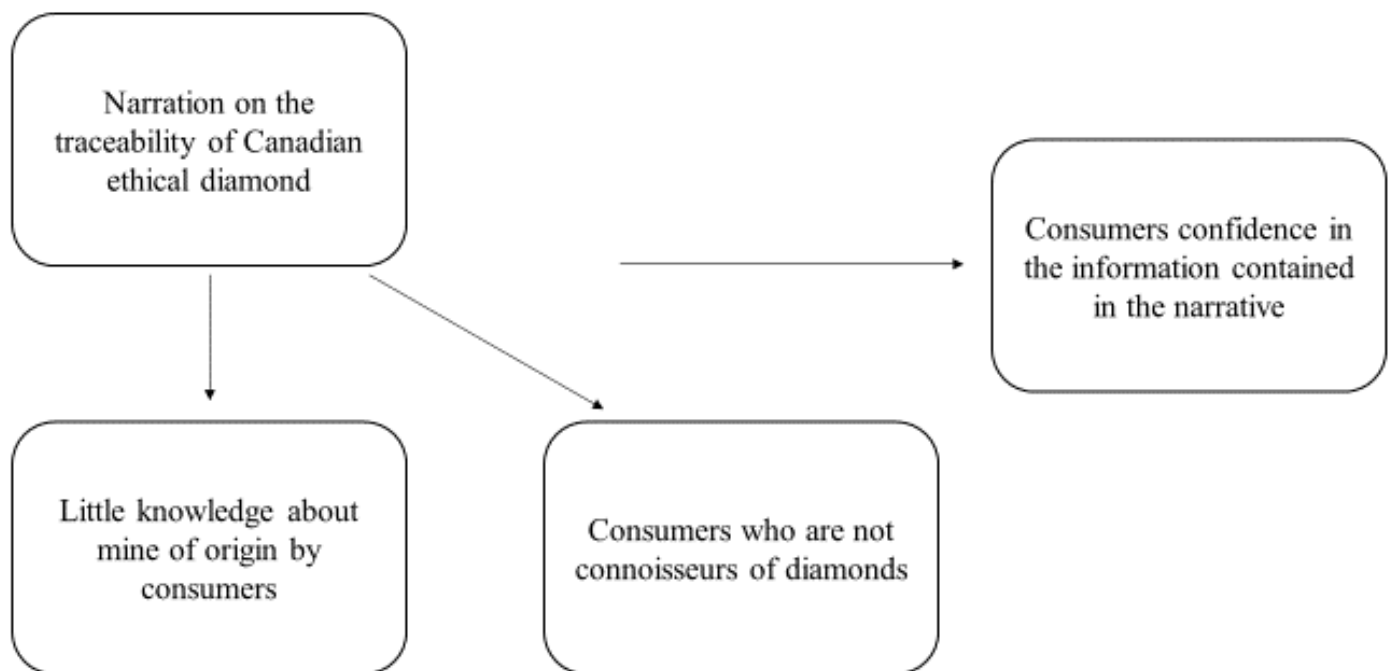 Narration on the
traceability of Canadian
ethical diamond
Consumers confidence in
the information contained
in the narrative
Little knowledge about
mine of origin by
consumers
Consumers who are not
connoisseurs of diamonds